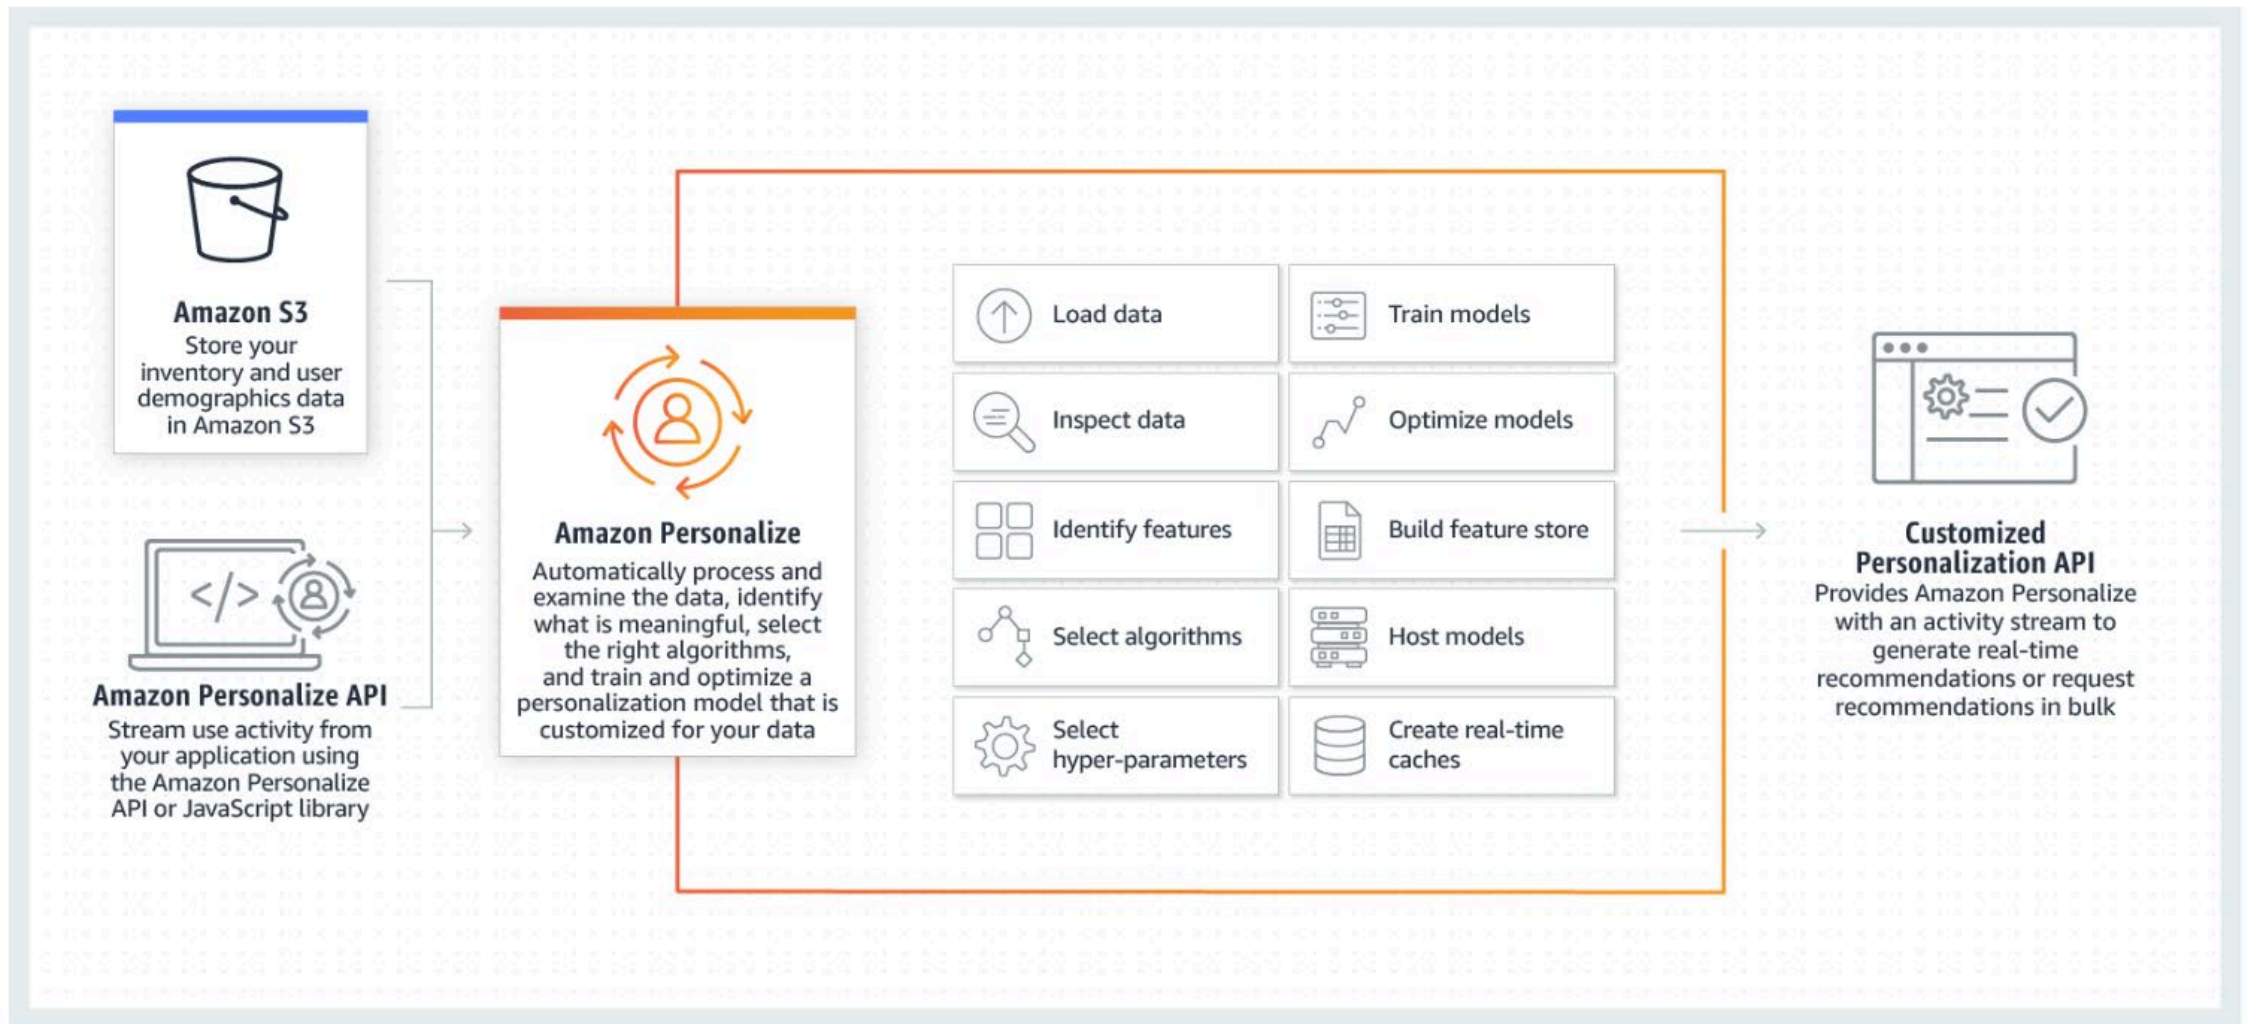 Amazon S3
Store your
inventory and user
demographics data
in Amazon S3
</>
Amazon Personalize API
Stream use activity from
your application using
the Amazon Personalize
API or JavaScript library
Amazon Personalize
Automatically process and
examine the data, identify
what is meaningful, select
the right algorithms,
and train and optimize a
personalization model that is
customized for your data
Load data
Train models
Inspect data
Optimize models
Identify features
Build feature store
Select algorithms
Host models
Select
hyper-parameters
Create real-time
caches
Customized
Personalization API
Provides Amazon Personalize
with an activity stream to
generate real-time
recommendations or request
recommendations in bulk